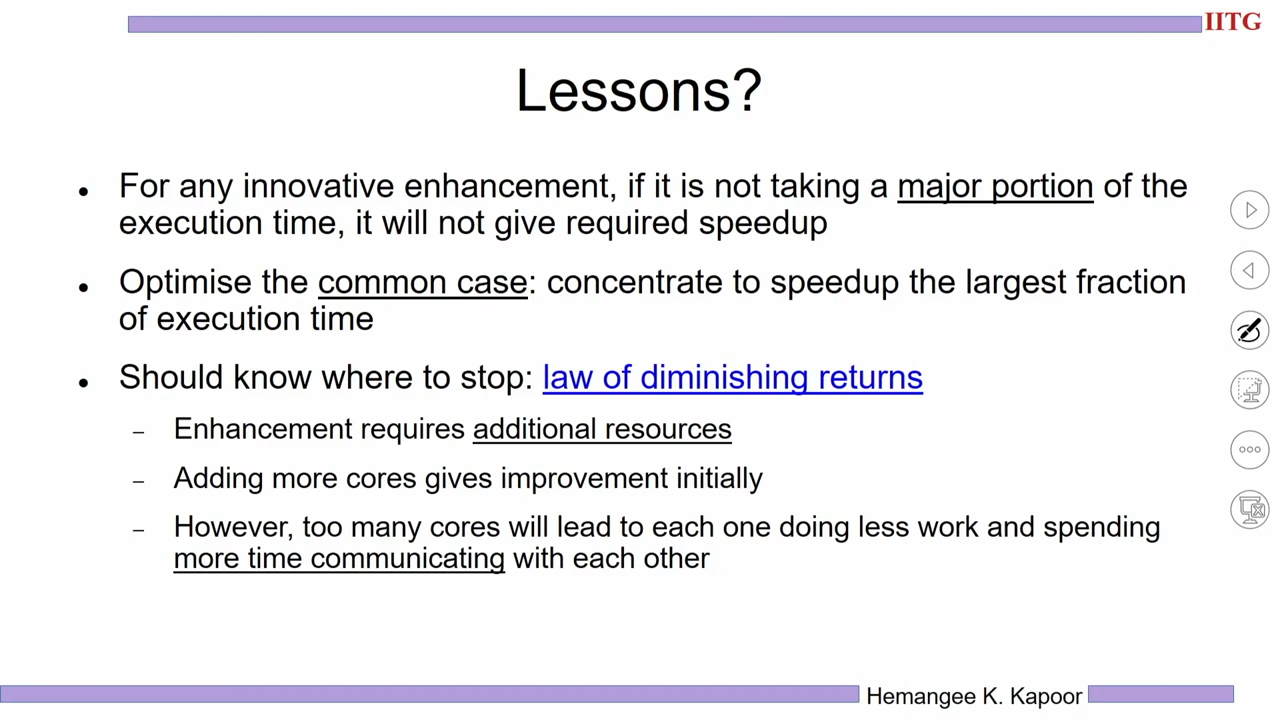 IITG
Lessons?
● For any innovative enhancement, if it is not taking a major portion of the
execution time, it will not give required speedup
● Optimise the common case: concentrate to speedup the largest fraction
of execution time
● Should know where to stop: law of diminishing returns
– Enhancement requires additional resources
– Adding more cores gives improvement initially
– However, too many cores will lead to each one doing less work and spending
more time communicating with each other
Hemangee K. Kapoor